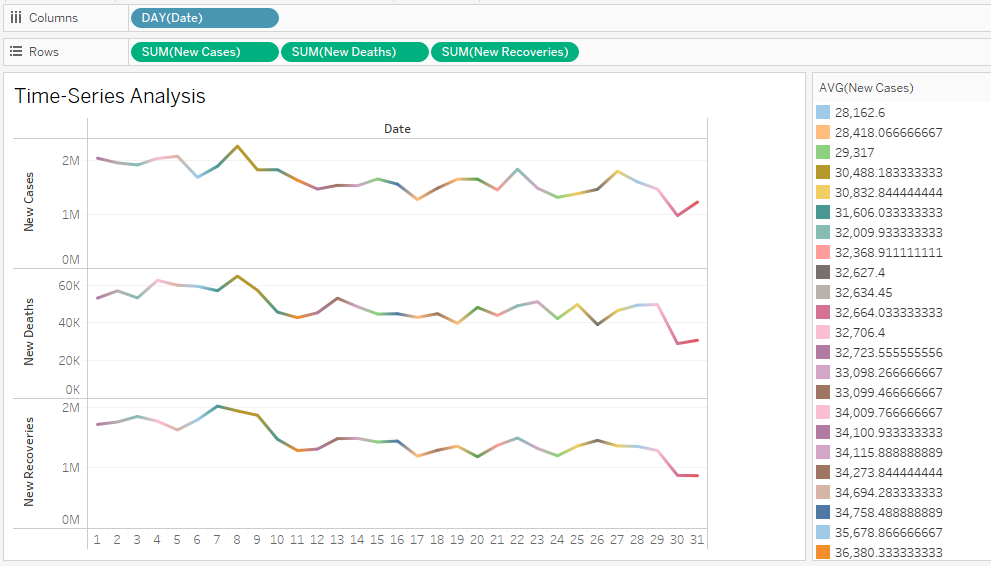 Columns DAY(Date)
Rows SUM(New Cases) SUM(New Deaths) SUM(New Recoveries)
Time-Series Analysis
Date
New Cases
2M
1M
0M
New Deaths
60K
40K
20K
0K
New Recoveries
2M
1M
0M
1 2 3 4 5 6 7 8 9 10 11 12 13 14 15 16 17 18 19 20 21 22 23 24 25 26 27 28 29 30 31
AVG(New Cases)
28,162.6
28,418.066666667
29,317
30,488.183333333
30,832.844444444
31,606.033333333
32,009.933333333
32,368.911111111
32,627.4
32,634.45
32,664.033333333
32,706.4
32,723.555555556
33,098.266666667
33,099.466666667
34,009.766666667
34,100.933333333
34,115.888888889
34,273.844444444
34,694.283333333
34,758.488888889
35,678.866666667
36,380.333333333